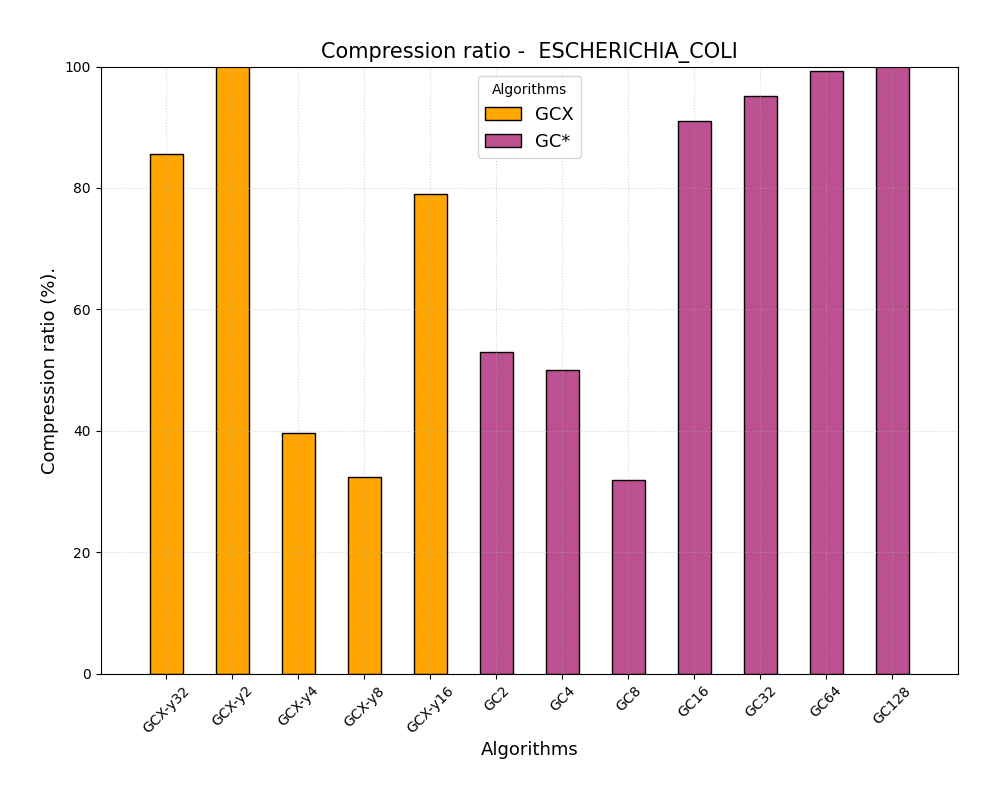 Compression ratio -  ESCHERICHIA_COLI
Algorithms
GCX
GC*
Compression ratio (%).
100
80
60
40
20
0
GCX-y32
GCX-y2
GCX-y4
GCX-y8
GCX-y16
GC2
GC4
GC8
GC16
GC32
GC64
GC128
Algorithms